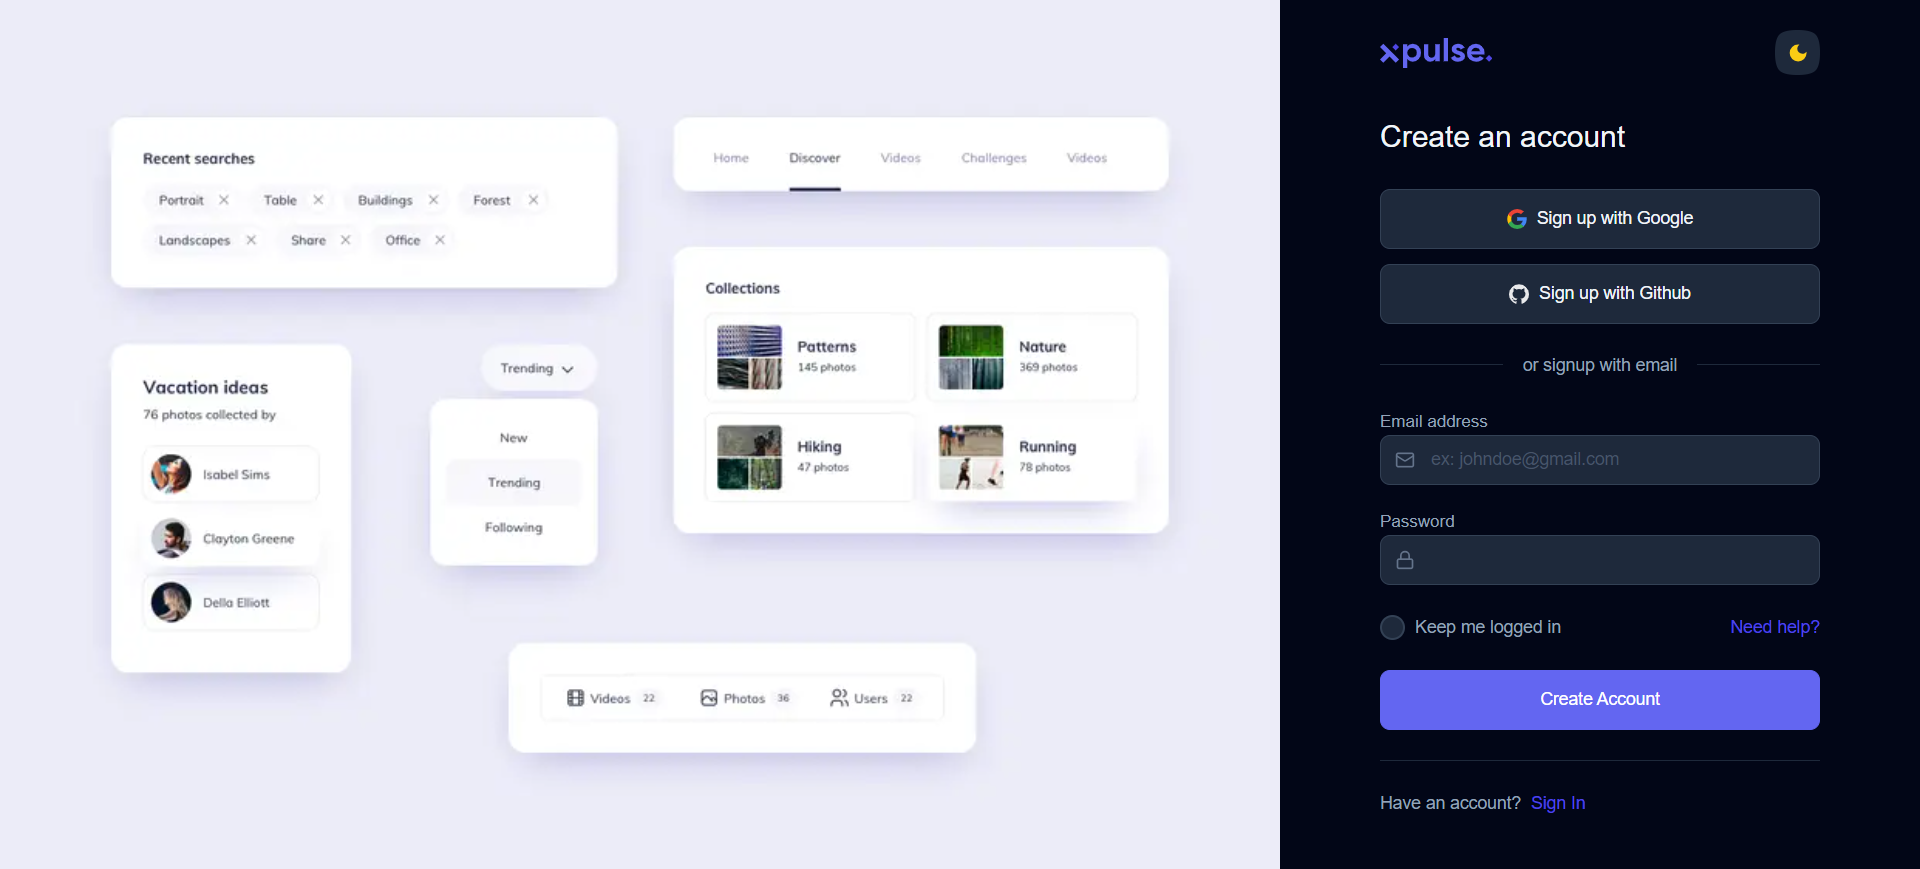 Recent searches
Portrait
Table
Buildings
Forest
Landscapes
Share
Office
Home
Discover
Videos
Challenges
Videos
Collections
Patterns
145 photos
Nature
369 photos
Hiking
47 photos
Running
78 photos
Vacation ideas
76 photos collected by
Isabel Sims
Clayton Greene
Della Elliott
Trending
New
Trending
Following
Videos 22
Photos 36
Users 22
xpulse.
Create an account
Sign up with Google
Sign up with Github
or signup with email
Email address
ex: johndoe@gmail.com
Password
Keep me logged in
Need help?
Create Account
Have an account? Sign In